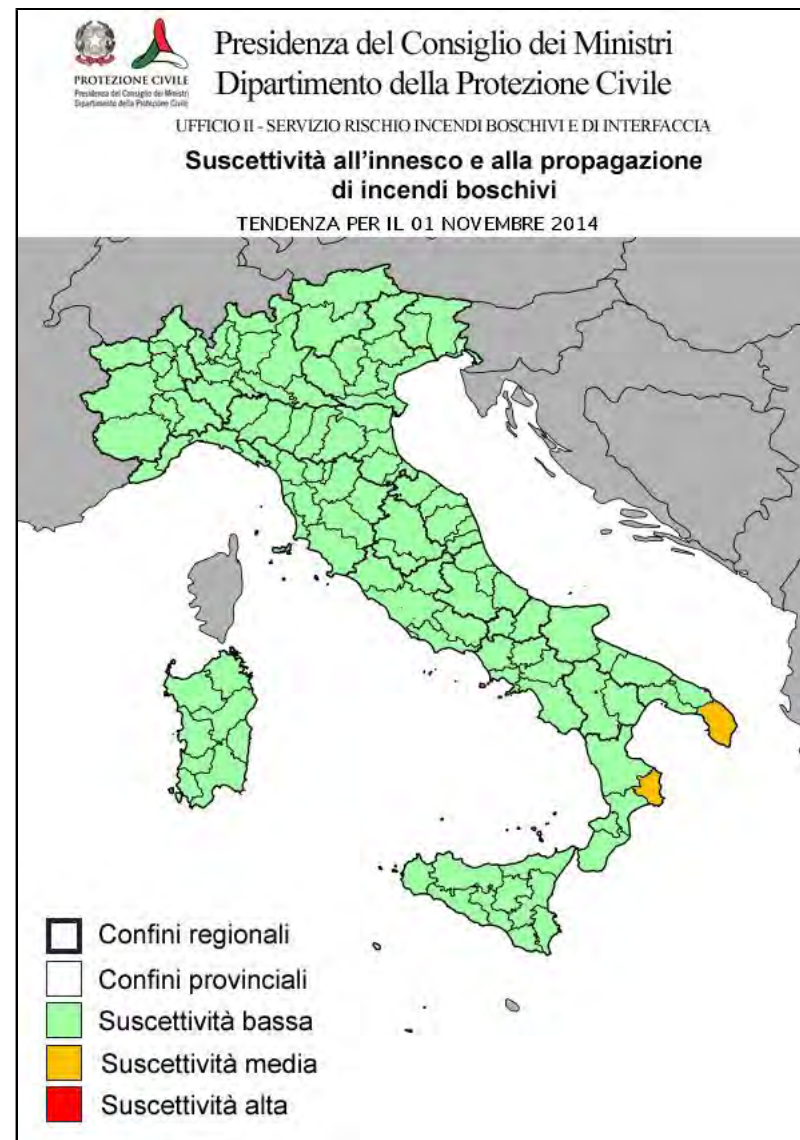 PROTEZIONE CIVILE
Presidenza del Consiglio dei Ministri
Dipartimento della Protezione Civile
Presidenza del Consiglio dei Ministri
Dipartimento della Protezione Civile
UFFICIO II - SERVIZIO RISCHIO INCENDI BOSCHIVI E DI INTERFACCIA
Suscettività all'innesco e alla propagazione
di incendi boschivi
TENDENZA PER IL 01 NOVEMBRE 2014
Confini regionali
Confini provinciali
Suscettività bassa
Suscettività media
Suscettività alta